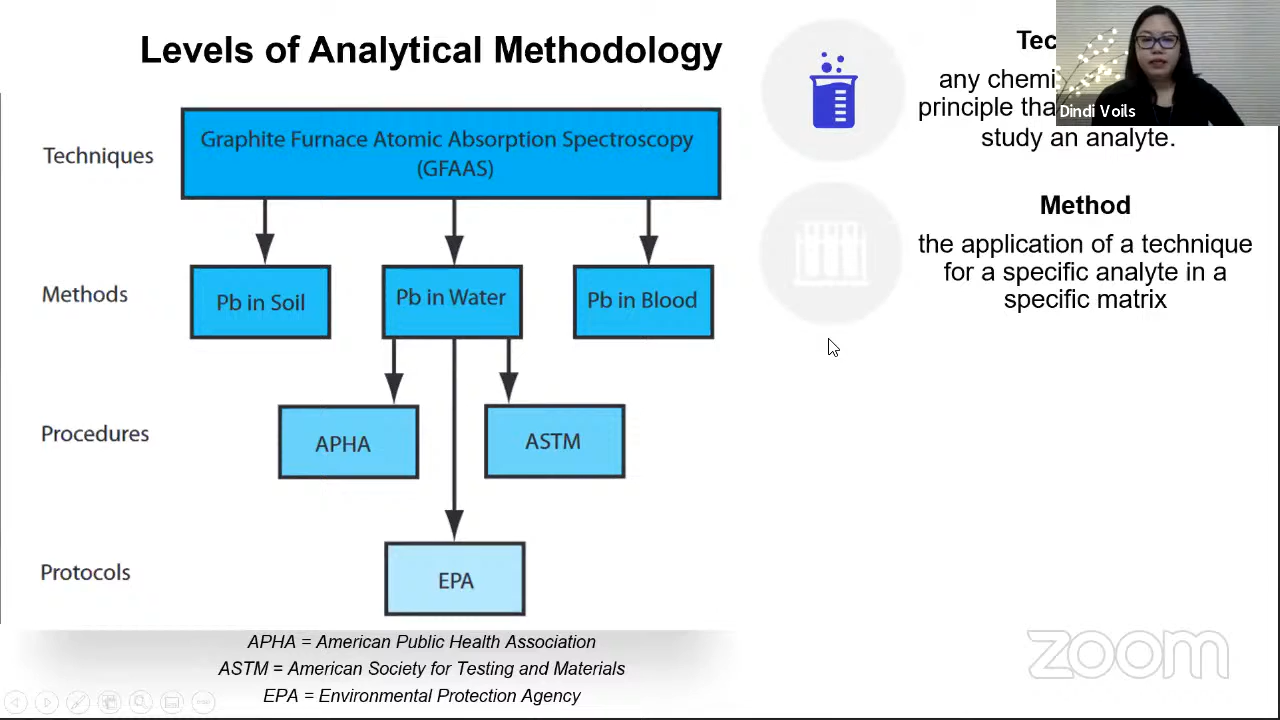 Levels of Analytical Methodology
Techniques
Graphite Furnace Atomic Absorption Spectroscopy
(GFAAS)
Methods
Pb in Soil
Pb in Water
Pb in Blood
Procedures
APHA
ASTM
Protocols
EPA
APHA = American Public Health Association
ASTM = American Society for Testing and Materials
EPA = Environmental Protection Agency
any
principle
study an analyte.
Method
the application of a technique
for a specific analyte in a
specific matrix
Dindi Voils
zoom